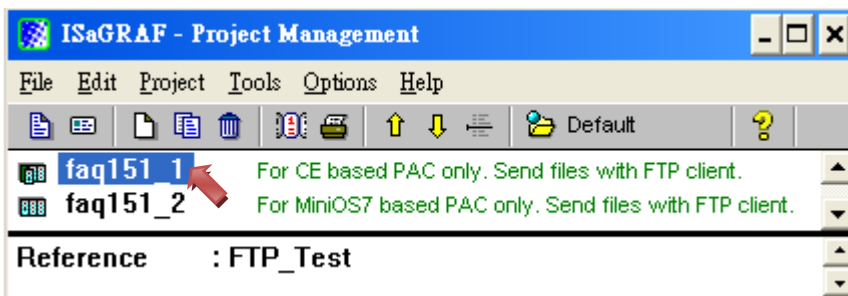 ISaGRAF - Project Management
File Edit Project Tools Options Help
Default
faq151_1 For CE based PAC only. Send files with FTP client.
faq151_2 For MiniOS7 based PAC only. Send files with FTP client.
Reference : FTP_Test